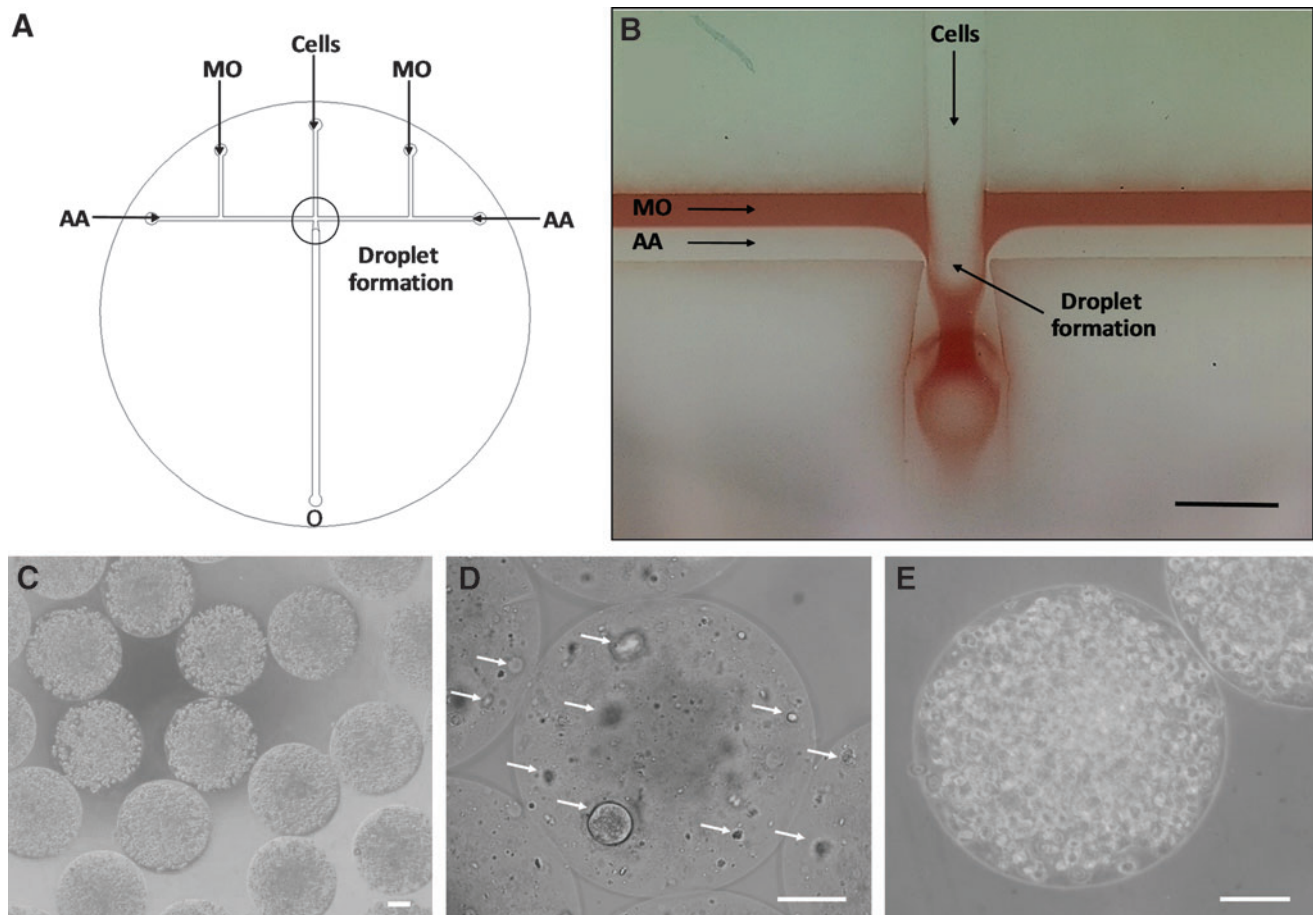 A
Cells
MO
MO
AA
AA
Droplet
formation
O
B
Cells
MO
AA
Droplet
formation
C
D
E